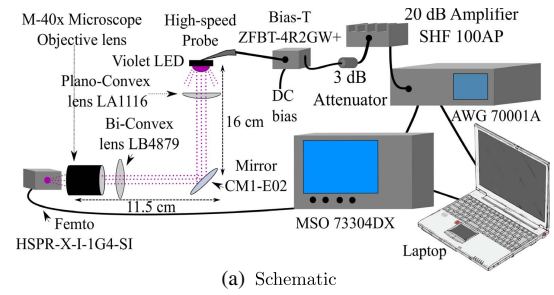 M-40x Microscope
Objective lens
High-speed
Probe
Bias-T
ZFBT-4R2GW+
20 dB Amplifier
SHF 100AP
Violet LED
Plano-Convex
lens LA1116
Bi-Convex
lens LB4879
DC
bias
3 dB
Attenuator
AWG 70001A
16 cm
Mirror
CM1-E02
11.5 cm
Femto
HSPR-X-I-1G4-SI
MSO 73304DX
Laptop
(a) Schematic